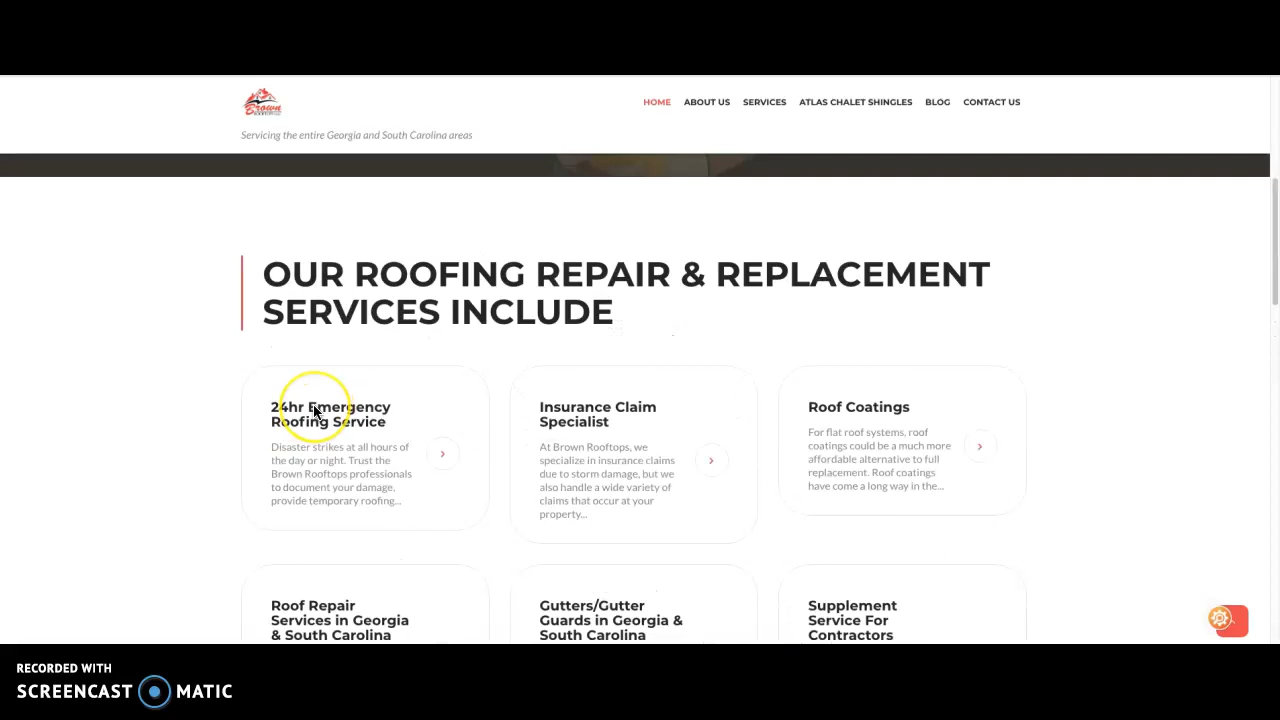 Brown
HOME ABOUT US SERVICES ATLAS CHALET SHINGLES BLOG CONTACT US
Servicing the entire Georgia and South Carolina areas
OUR ROOFING REPAIR & REPLACEMENT
SERVICES INCLUDE
24hr Emergency
Roofing Service
Disaster strikes at all hours of
the day or night. Trust the
Brown Rooftops professionals
to document your damage,
provide temporary roofing...
Insurance Claim
Specialist
At Brown Rooftops, we
specialize in insurance claims
due to storm damage, but we
also handle a wide variety of
claims that occur at your
property...
Roof Coatings
For flat roof systems, roof
coatings could be a much more
affordable alternative to full
replacement. Roof coatings
have come a long way in the...
Roof Repair
Services in Georgia
& South Carolina
Gutters/Gutter
Guards in Georgia &
South Carolina
Supplement
Service For
Contractors
RECORDED WITH
SCREENCAST MATIC